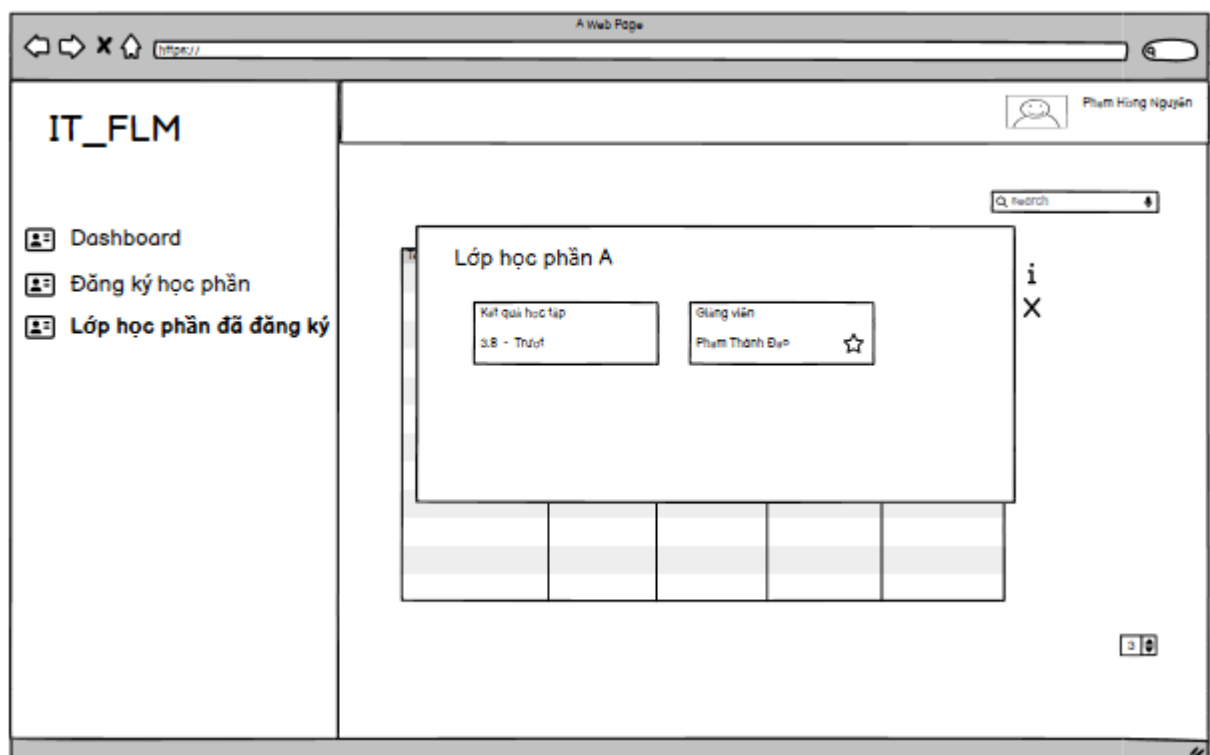 A Web Page
https://
IT_FLM
Phạm Hồng Nguyên
search
Dashboard
Đăng ký học phần
Lớp học phần đã đăng ký
Lớp học phần A
Kết quả học tập
3.8 - Trượt
Giảng viên
Phạm Thành Đạo
i
X
3